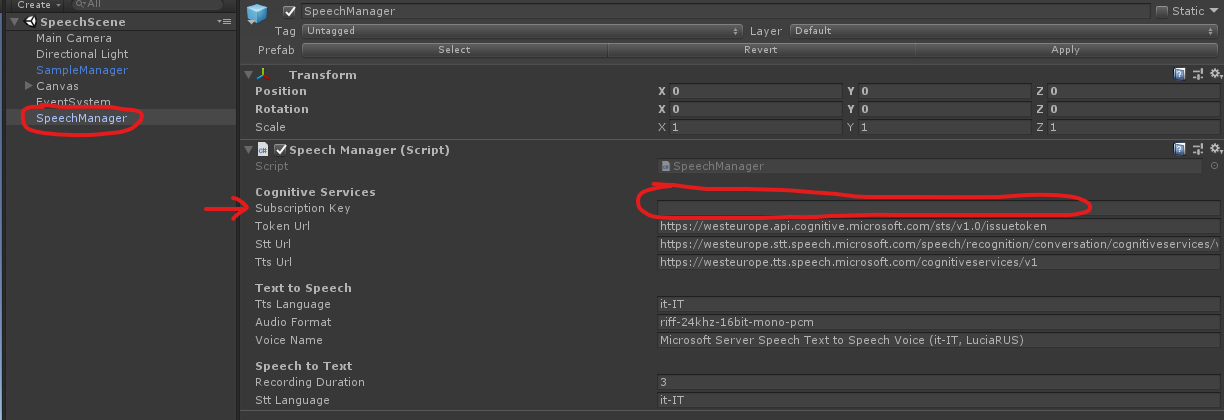 Create All
SpeechScene
Main Camera
Directional Light
SampleManager
Canvas
EventSystem
SpeechManager
SpeechManager Static
Tag Untagged Layer Default
Prefab Select Revert Apply
Transform
Position X 0 Y 0 Z 0
Rotation X 0 Y 0 Z 0
Scale X 1 Y 1 Z 1
Speech Manager (Script)
Script SpeechManager
Cognitive Services
Subscription Key
Token Url https://westeurope.api.cognitive.microsoft.com/sts/v1.0/issuetoken
Stt Url https://westeurope.stt.speech.microsoft.com/speech/recognition/conversation/cognitiveservices/v
Tts Url https://westeurope.tts.speech.microsoft.com/cognitiveservices/v1
Text to Speech
Tts Language it-IT
Audio Format riff-24khz-16bit-mono-pcm
Voice Name Microsoft Server Speech Text to Speech Voice (it-IT, LuciaRUS)
Speech to Text
Recording Duration 3
Stt Language it-IT